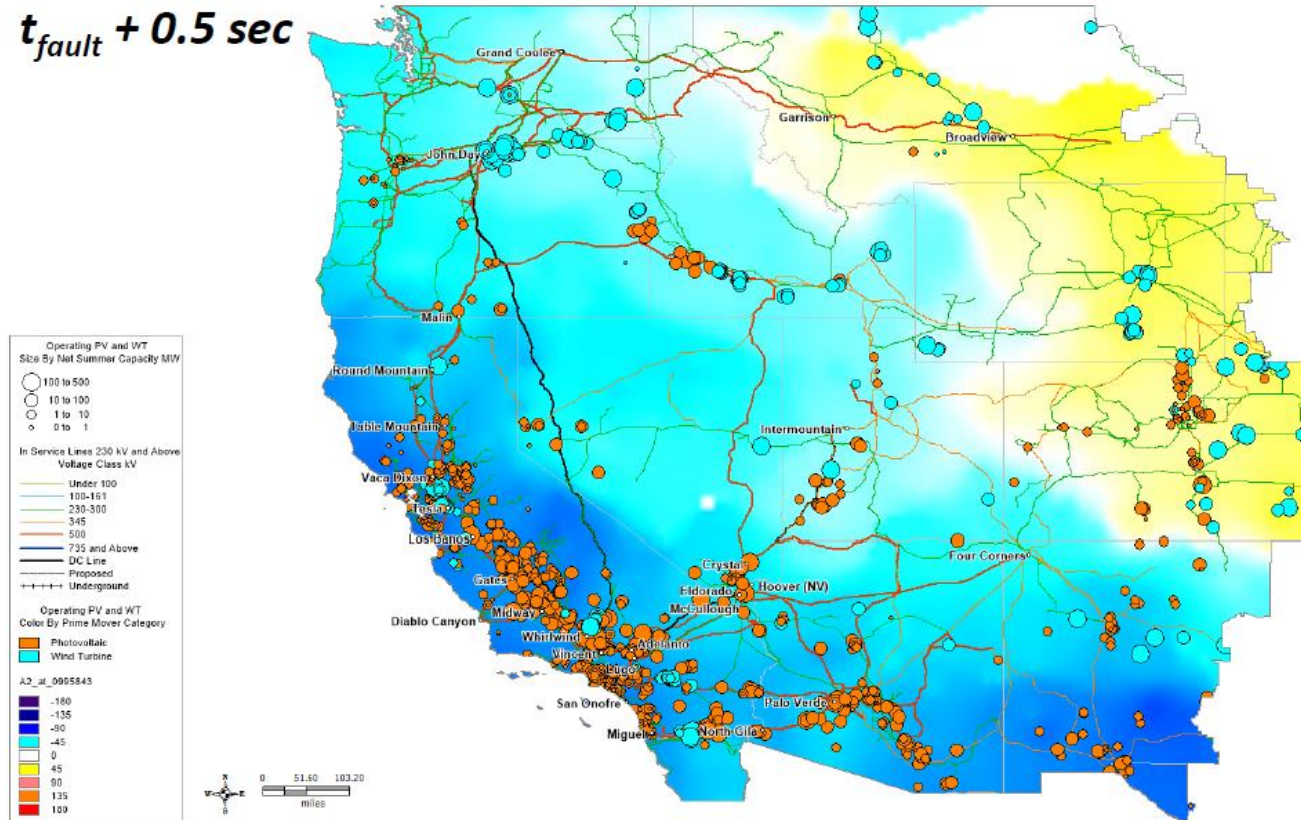 t_fault + 0.5 sec
Grand Coulee
Garrison
Broadview
John Day
Malin
Round Mountain
Table Mountain
Intermountain
Vaca Dixon
Tesla
Los Banos
Four Corners
Crystal
Gates
Hoover (NV)
Eldorado
Midway
McCullough
Diablo Canyon
Whirlwind
Adelanto
Vincent
Lugo
San Onofre
Palo Verde
Miguel
North Gila
Operating PV and WT
Size By Net Summer Capacity MW
100 to 500
10 to 100
1 to 10
0 to 1
In Service Lines 230 kV and Above
Voltage Class kV
Under 100
100-161
230-300
345
500
735 and Above
DC Line
Proposed
Underground
Operating PV and WT
Color By Prime Mover Category
Photovoltaic
Wind Turbine
A2_at_0995843
-180
-135
-90
-45
0
45
90
135
180
N
W E
S
0 51.60 103.20
miles